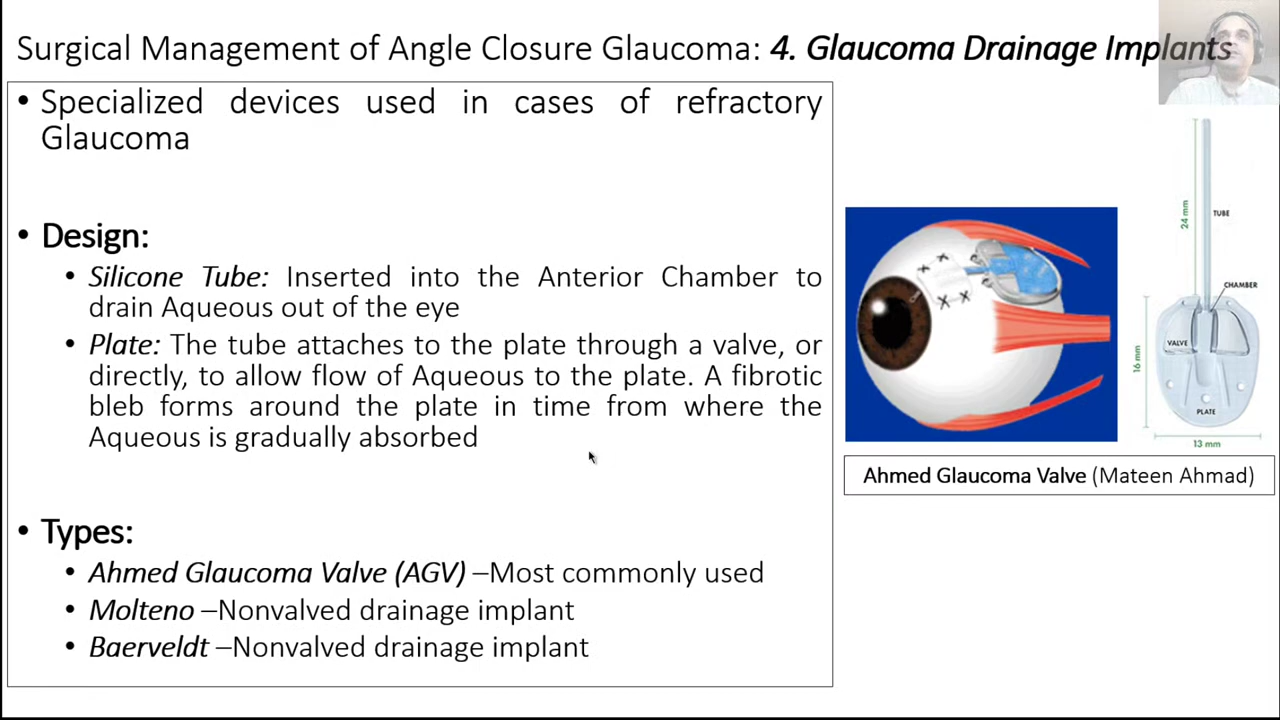 Surgical Management of Angle Closure Glaucoma: 4. Glaucoma Drainage Implants
• Specialized devices used in cases of refractory
Glaucoma
• Design:
• Silicone Tube: Inserted into the Anterior Chamber to
drain Aqueous out of the eye
• Plate: The tube attaches to the plate through a valve, or
directly, to allow flow of Aqueous to the plate. A fibrotic
bleb forms around the plate in time from where the
Aqueous is gradually absorbed
• Types:
• Ahmed Glaucoma Valve (AGV) –Most commonly used
• Molteno –Nonvalved drainage implant
• Baerveldt –Nonvalved drainage implant
24 mm
TUBE
CHAMBER
VALVE
16 mm
PLATE
13 mm
Ahmed Glaucoma Valve (Mateen Ahmad)